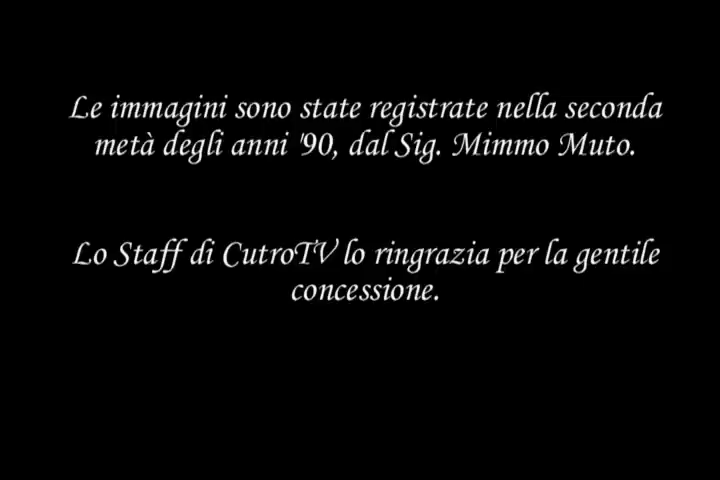 Le immagini sono state registrate nella seconda
metà degli anni '90, dal Sig. Mimmo Muto.
Lo Staff di CutroTV lo ringrazia per la gentile
concessione.